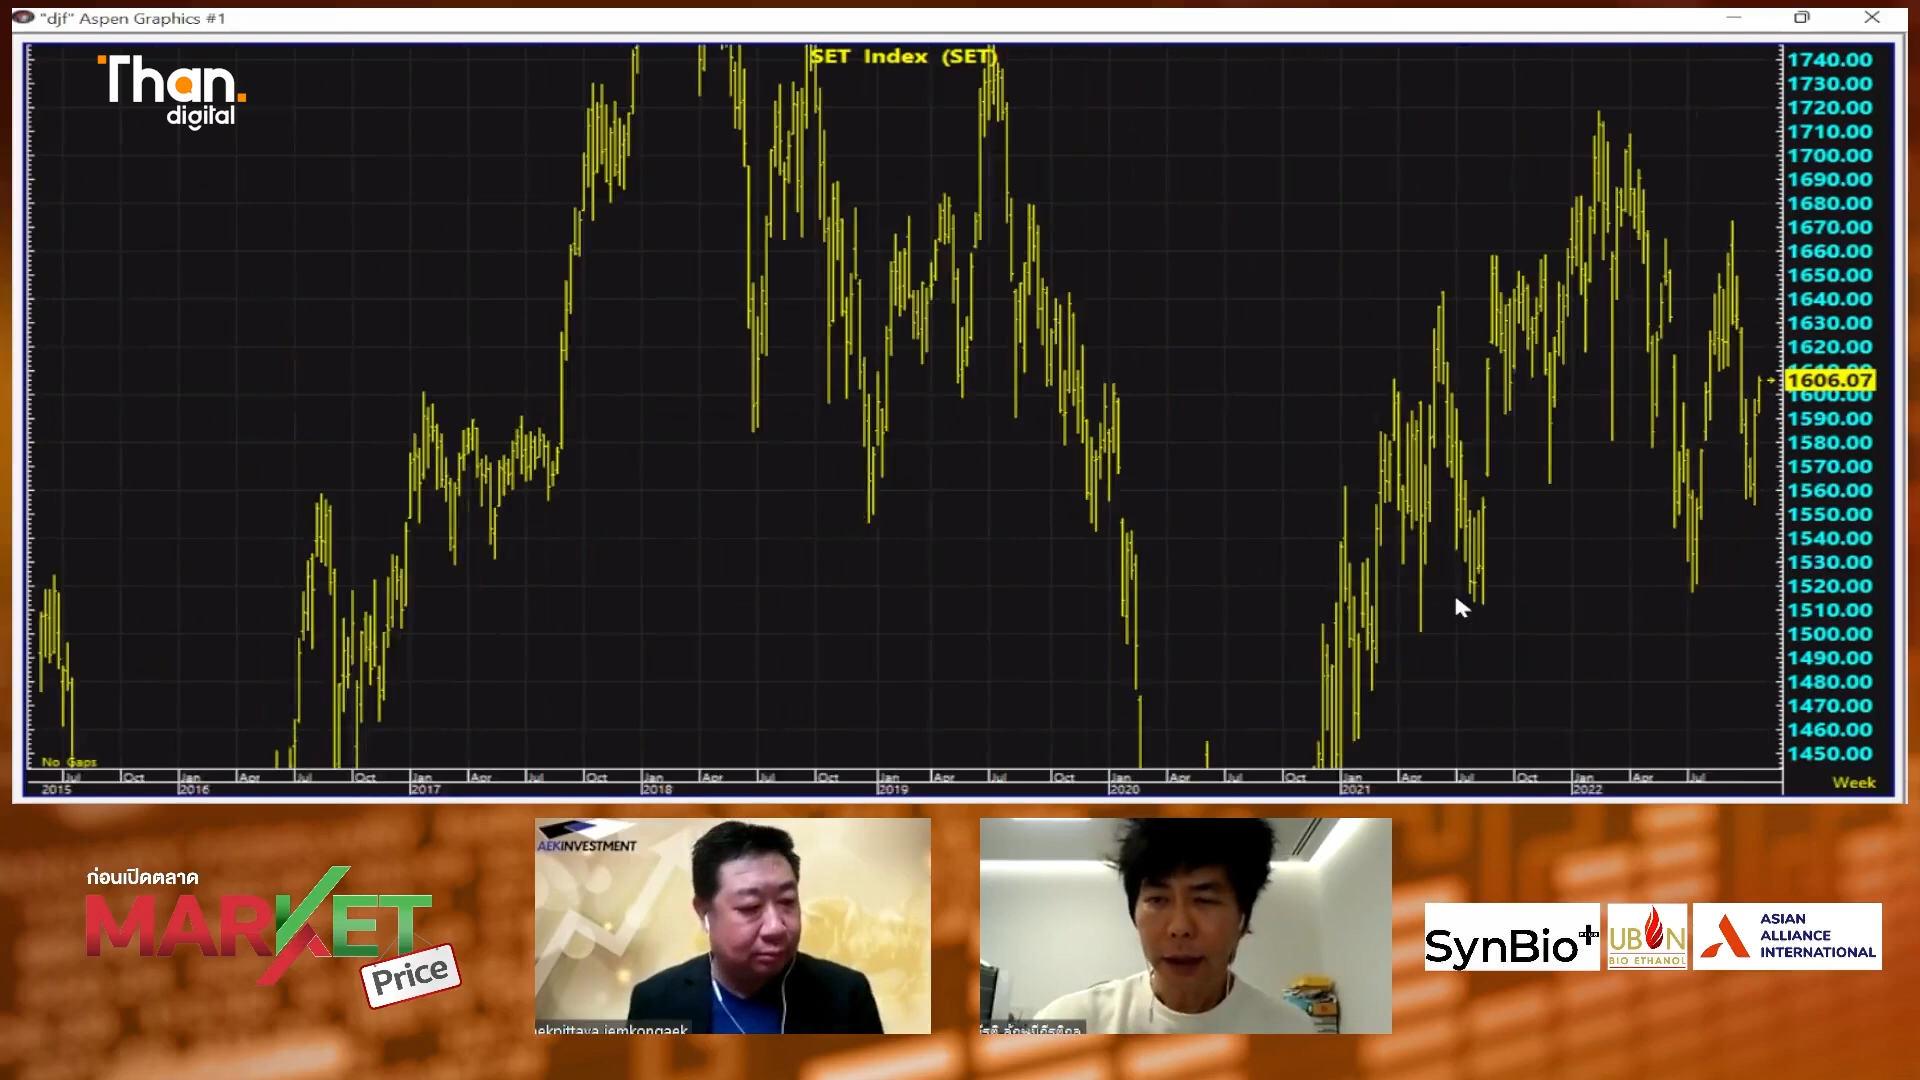 "djf" Aspen Graphics #1
Than.
digital
SET Index (SET)
1740.00
1730.00
1720.00
1710.00
1700.00
1690.00
1680.00
1670.00
1660.00
1650.00
1640.00
1630.00
1620.00
1606.07
1600.00
1590.00
1580.00
1570.00
1560.00
1550.00
1540.00
1530.00
1520.00
1510.00
1500.00
1490.00
1480.00
1470.00
1460.00
1450.00
No Gaps
Jul Oct Jan Apr Jul Oct Jan Apr Jul Oct Jan Apr Jul Oct Jan Apr Jul Oct Jan Apr Jul Oct Jan Apr Jul Oct Jan Apr Jul
2015 2016 2017 2018 2019 2020 2021 2022
Week
ก่อนเปิดตลาด
MARKET
Price
AEKINVESTMENT
aekpittaya iemkongaek
SynBio+
UBON
BIO ETHANOL
ASIAN
ALLIANCE
INTERNATIONAL